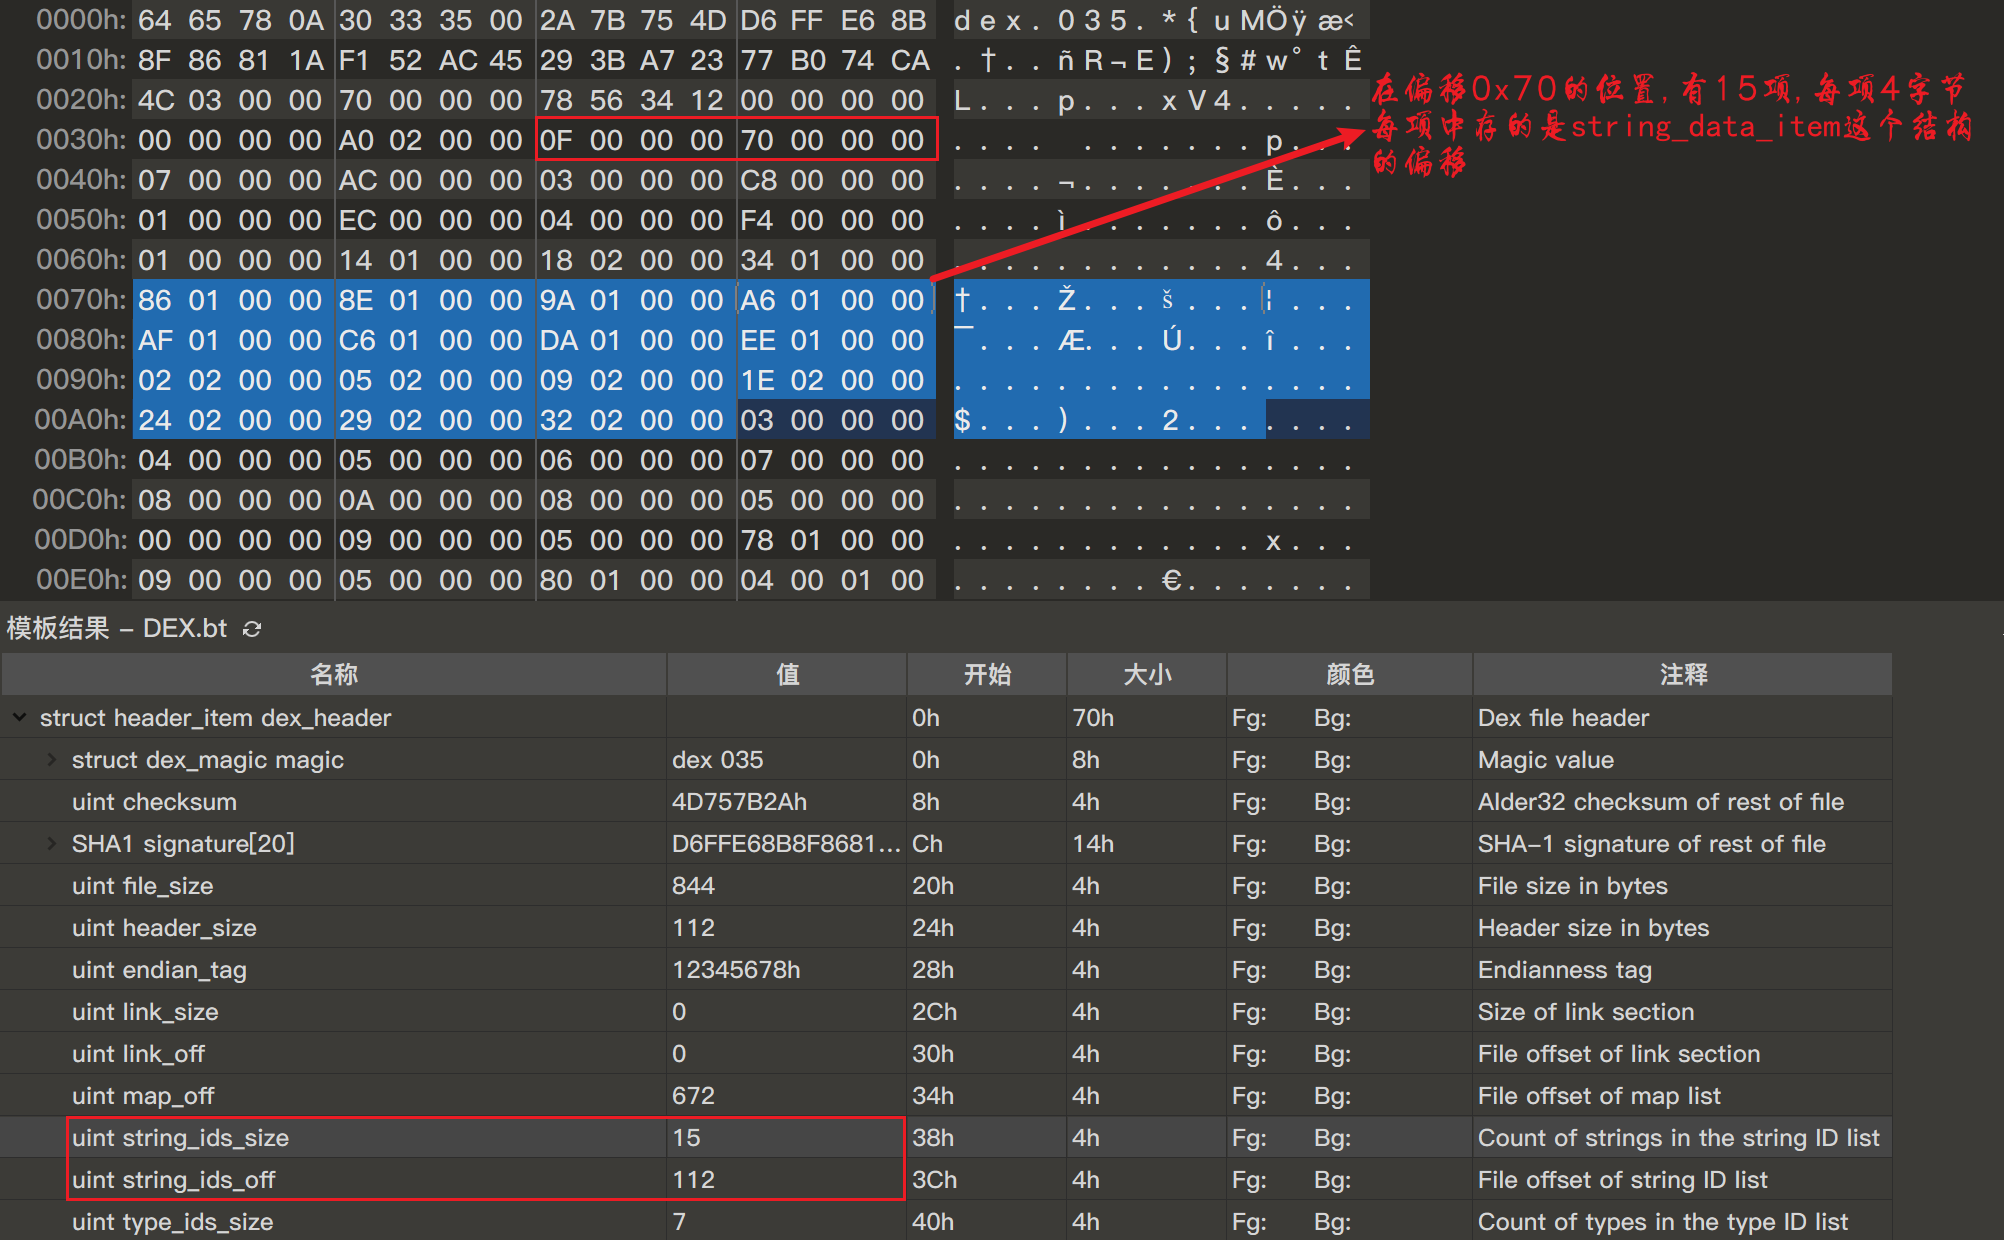 0000h: 64 65 78 0A 30 33 35 00 2A 7B 75 4D D6 FF E6 8B dex.035.*{uMÖÿæ‹
0010h: 8F 86 81 1A F1 52 AC 45 29 3B A7 23 77 B0 74 CA .†..ñR¬E);§#w°tÊ
0020h: 4C 03 00 00 70 00 00 00 78 56 34 12 00 00 00 00 L...p...xV4.....
0030h: 00 00 00 00 A0 02 00 00 0F 00 00 00 70 00 00 00 .... .......p...
0040h: 07 00 00 00 AC 00 00 00 03 00 00 00 C8 00 00 00 ....¬.......È...
0050h: 01 00 00 00 EC 00 00 00 04 00 00 00 F4 00 00 00 ....ì.......ô...
0060h: 01 00 00 00 14 01 00 00 18 02 00 00 34 01 00 00 ............4...
0070h: 86 01 00 00 8E 01 00 00 9A 01 00 00 A6 01 00 00 †...Ž...š...¦...
0080h: AF 01 00 00 C6 01 00 00 DA 01 00 00 EE 01 00 00 ¯...Æ...Ú...î...
0090h: 02 02 00 00 05 02 00 00 09 02 00 00 1E 02 00 00 ................
00A0h: 24 02 00 00 29 02 00 00 32 02 00 00 03 00 00 00 $...)...2.......
00B0h: 04 00 00 00 05 00 00 00 06 00 00 00 07 00 00 00 ................
00C0h: 08 00 00 00 0A 00 00 00 08 00 00 00 05 00 00 00 ................
00D0h: 00 00 00 00 09 00 00 00 05 00 00 00 78 01 00 00 ............x...
00E0h: 09 00 00 00 05 00 00 00 80 01 00 00 04 00 01 00 ........€.......
在偏移0x70的位置,有15项,每项4字节
每项中存的是string_data_item这个结构
的偏移
模板结果 – DEX.bt
名称 值 开始 大小 颜色 注释
struct header_item dex_header 0h 70h Fg: Bg: Dex file header
struct dex_magic magic dex 035 0h 8h Fg: Bg: Magic value
uint checksum 4D757B2Ah 8h 4h Fg: Bg: Alder32 checksum of rest of file
SHA1 signature[20] D6FFE68B8F8681... Ch 14h Fg: Bg: SHA-1 signature of rest of file
uint file_size 844 20h 4h Fg: Bg: File size in bytes
uint header_size 112 24h 4h Fg: Bg: Header size in bytes
uint endian_tag 12345678h 28h 4h Fg: Bg: Endianness tag
uint link_size 0 2Ch 4h Fg: Bg: Size of link section
uint link_off 0 30h 4h Fg: Bg: File offset of link section
uint map_off 672 34h 4h Fg: Bg: File offset of map list
uint string_ids_size 15 38h 4h Fg: Bg: Count of strings in the string ID list
uint string_ids_off 112 3Ch 4h Fg: Bg: File offset of string ID list
uint type_ids_size 7 40h 4h Fg: Bg: Count of types in the type ID list